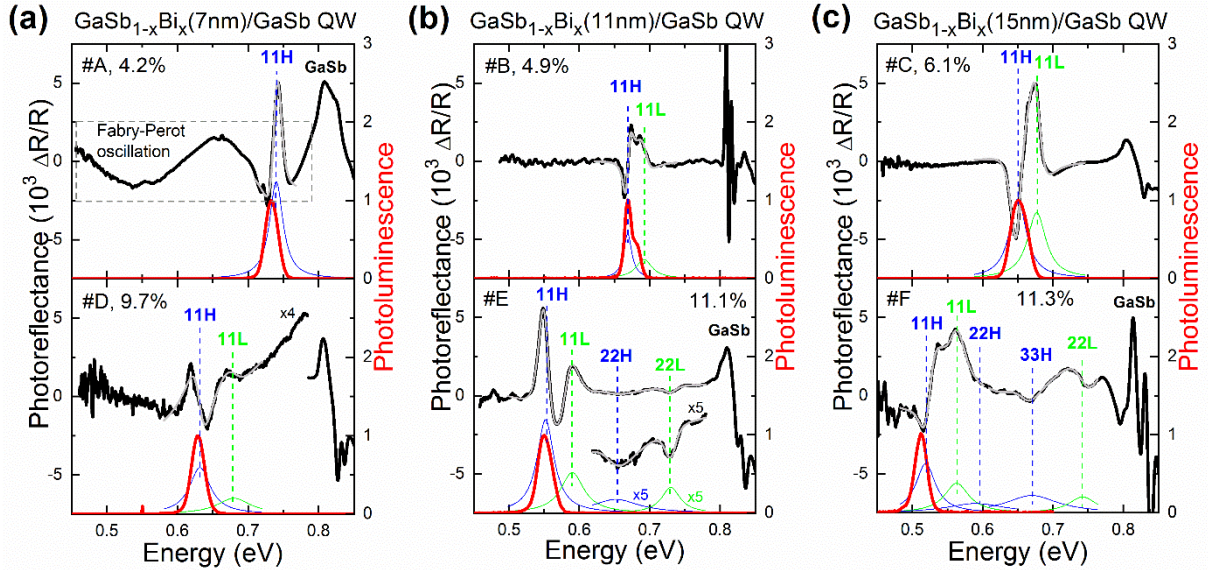 (a) GaSb1-xBix(7nm)/GaSb QW
#A, 4.2%
11H
GaSb
Fabry-Perot
oscillation
Photoreflectance (10³ ΔR/R)
5
0
-5
3
2
1
0
Photoluminescence
#D, 9.7%
11H
11L
x4
5
0
-5
2
1
0
0.5 0.6 0.7 0.8
Energy (eV)
(b) GaSb1-xBix(11nm)/GaSb QW
#B, 4.9%
11H
11L
Photoreflectance (10³ ΔR/R)
5
0
-5
3
2
1
0
Photoluminescence
#E
11.1%
11H
11L
22H
22L
GaSb
x5
x5
5
0
-5
2
1
0
0.5 0.6 0.7 0.8
Energy (eV)
(c) GaSb1-xBix(15nm)/GaSb QW
#C, 6.1%
11H
11L
Photoreflectance (10³ ΔR/R)
5
0
-5
3
2
1
0
Photoluminescence
#F
11.3%
GaSb
11H
11L
22H
33H
22L
5
0
-5
2
1
0
0.5 0.6 0.7 0.8
Energy (eV)